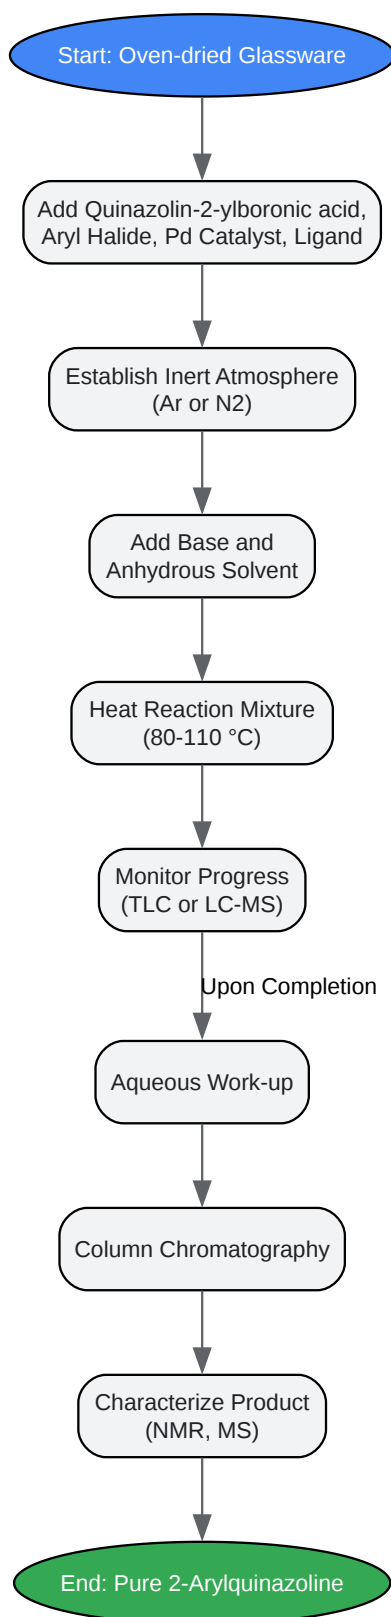 Start: Oven-dried Glassware
Add Quinazolin-2-ylboronic acid,
Aryl Halide, Pd Catalyst, Ligand
Establish Inert Atmosphere
(Ar or N2)
Add Base and
Anhydrous Solvent
Heat Reaction Mixture
(80-110 °C)
Monitor Progress
(TLC or LC-MS)
Upon Completion
Aqueous Work-up
Column Chromatography
Characterize Product
(NMR, MS)
End: Pure 2-Arylquinazoline